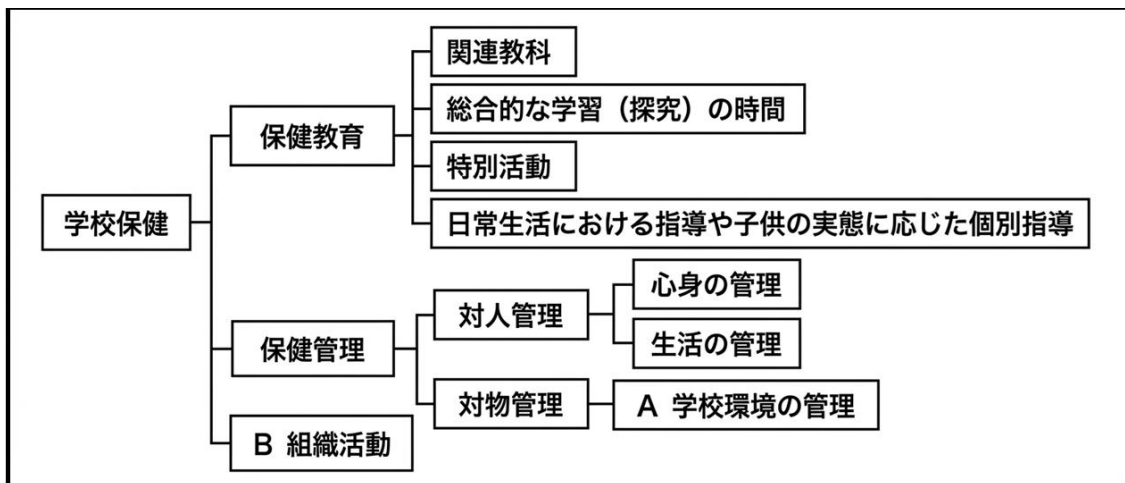 関連教科
総合的な学習（探究）の時間
保健教育
特別活動
学校保健
日常生活における指導や子供の実態に応じた個別指導
心身の管理
対人管理
保健管理
生活の管理
対物管理
A 学校環境の管理
B 組織活動